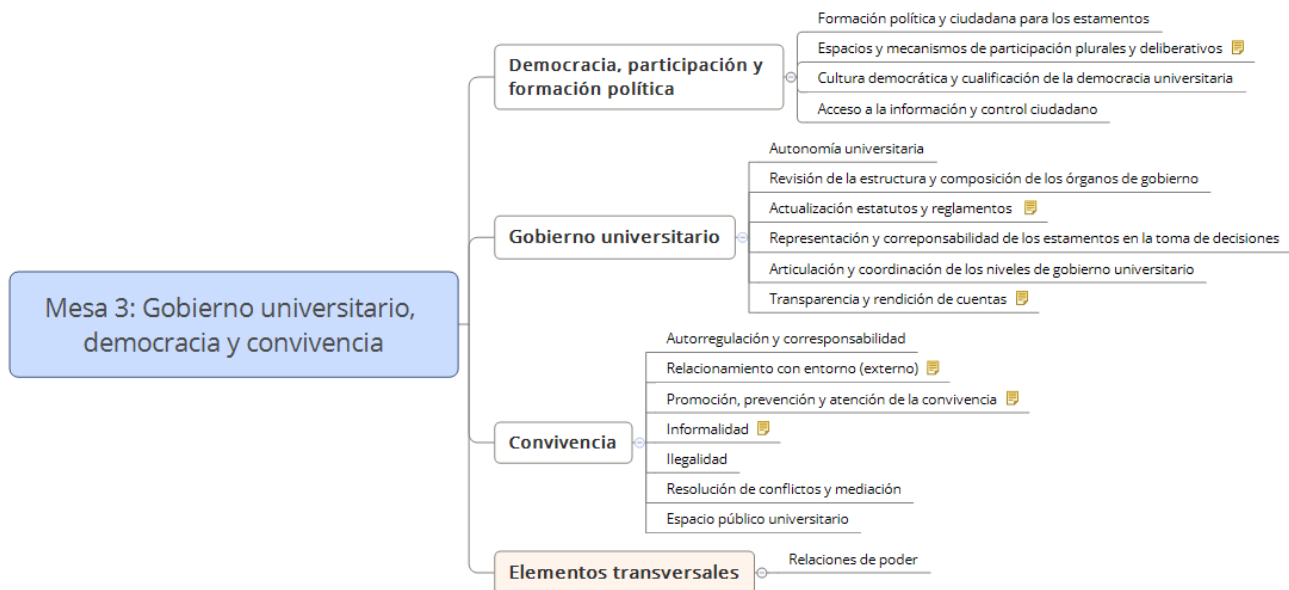 Mesa 3: Gobierno universitario,
democracia y convivencia
Democracia, participación y
formación política
Formación política y ciudadana para los estamentos
Espacios y mecanismos de participación plurales y deliberativos
Cultura democrática y cualificación de la democracia universitaria
Acceso a la información y control ciudadano
Gobierno universitario
Autonomía universitaria
Revisión de la estructura y composición de los órganos de gobierno
Actualización estatutos y reglamentos
Representación y correponsabilidad de los estamentos en la toma de decisiones
Articulación y coordinación de los niveles de gobierno universitario
Transparencia y rendición de cuentas
Convivencia
Autorregulación y corresponsabilidad
Relacionamiento con entorno (externo)
Promoción, prevención y atención de la convivencia
Informalidad
Ilegalidad
Resolución de conflictos y mediación
Espacio público universitario
Elementos transversales
Relaciones de poder